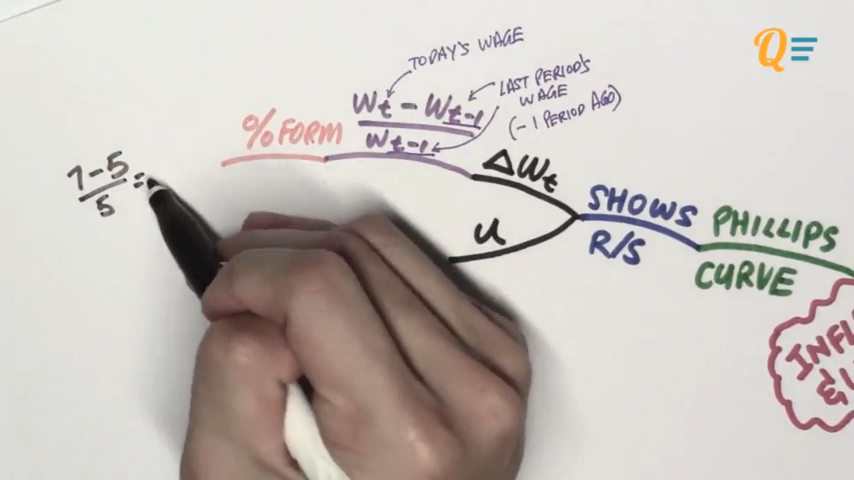 Q
TODAY'S WAGE
LAST PERIOD'S
WAGE
(-1 PERIOD AGO)
% FORM
Wt - Wt-1
Wt-1
ΔWt
7-5
5
=
u
SHOWS
R/S
PHILLIPS
CURVE
INFL
&